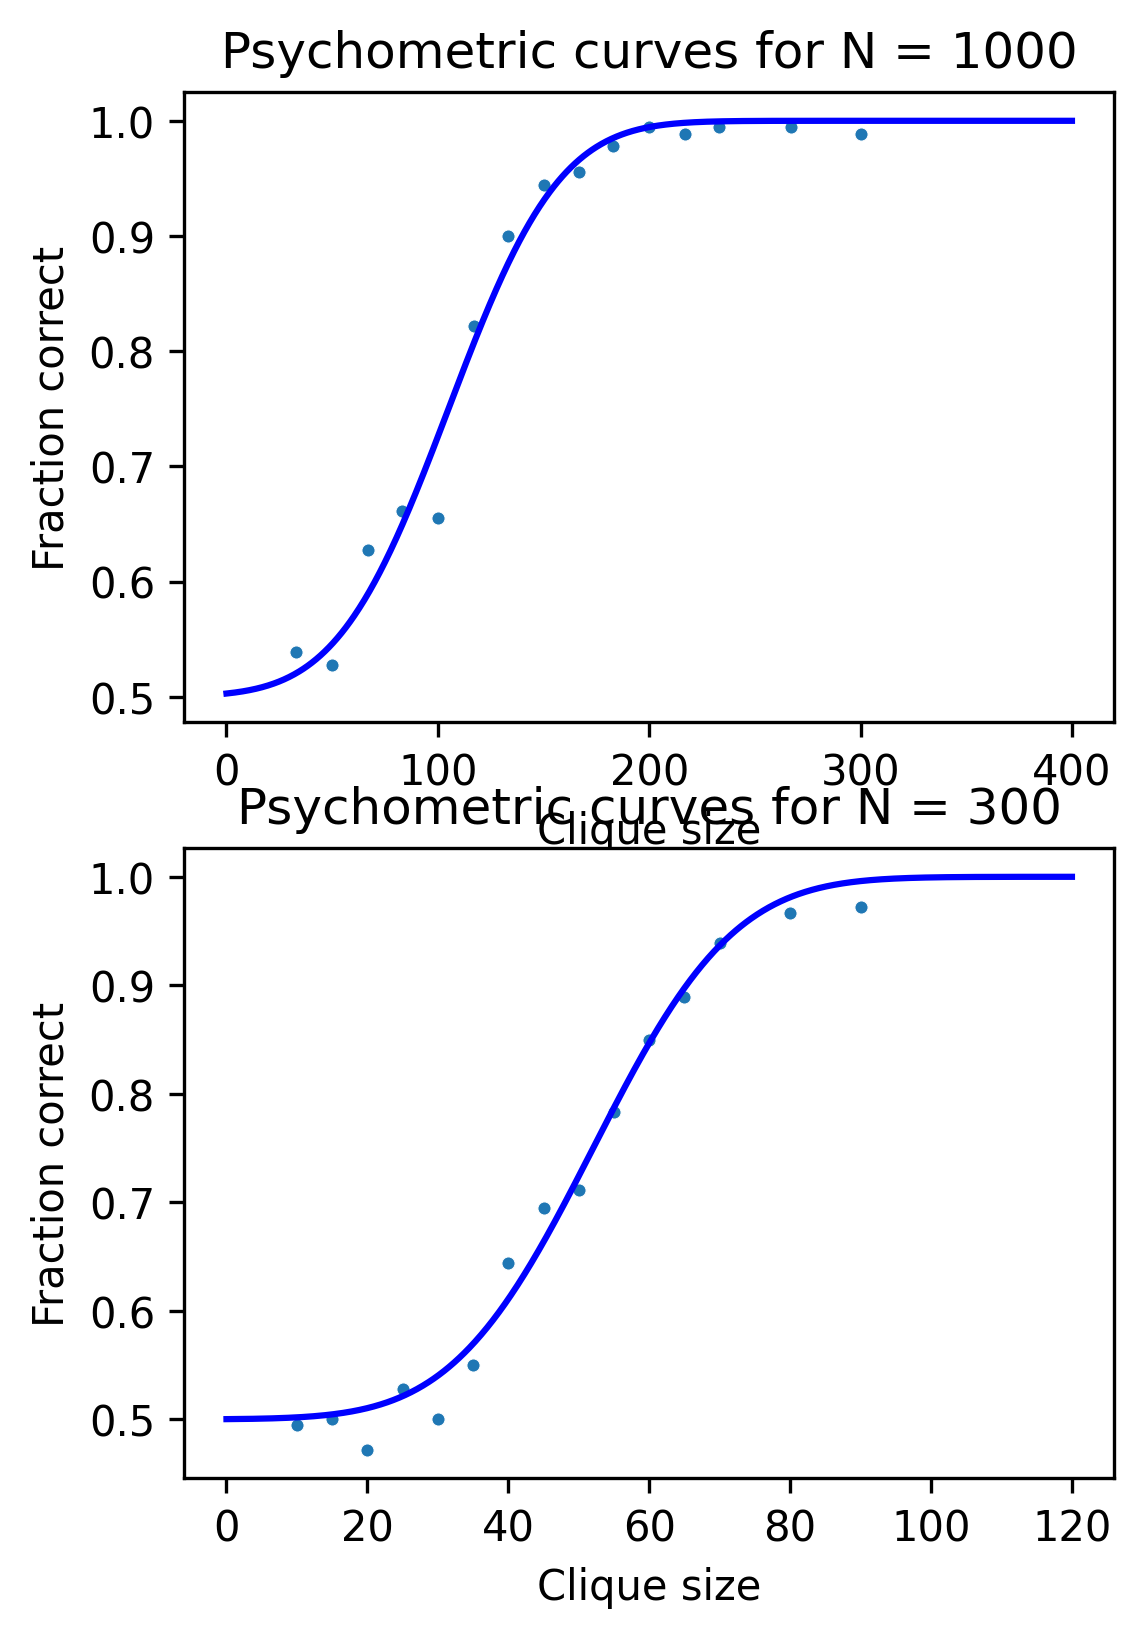 Psychometric curves for N = 1000
Fraction correct
1.0
0.9
0.8
0.7
0.6
0.5
0 100 200 300 400
Clique size
Psychometric curves for N = 300
Fraction correct
1.0
0.9
0.8
0.7
0.6
0.5
0 20 40 60 80 100 120
Clique size